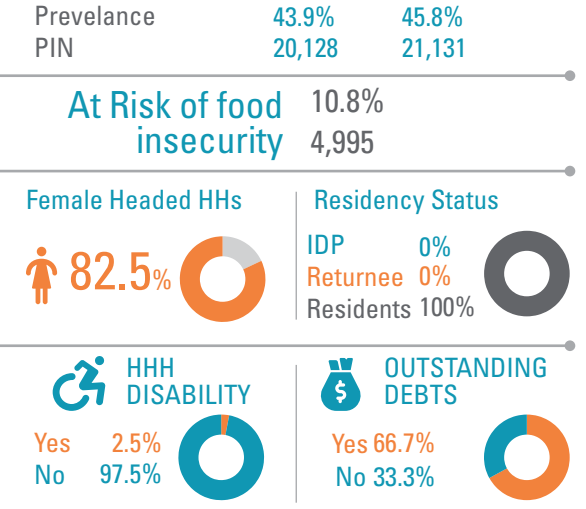 Prevelance 43.9% 45.8%
PIN 20,128 21,131
At Risk of food 10.8%
insecurity 4,995
Female Headed HHs
82.5%
Residency Status
IDP 0%
Returnee 0%
Residents 100%
HHH
DISABILITY
Yes 2.5%
No 97.5%
$
OUTSTANDING
DEBTS
Yes 66.7%
No 33.3%